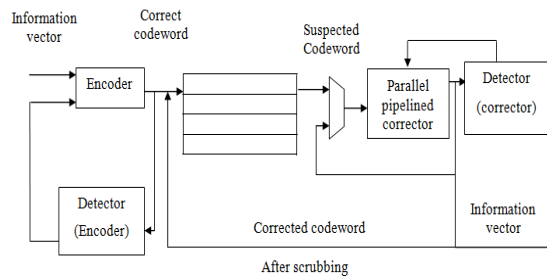 Information
vector
Correct
codeword
Suspected
Codeword
Encoder
Parallel
pipelined
corrector
Detector
(corrector)
Detector
(Encoder)
Corrected codeword
Information
vector
After scrubbing